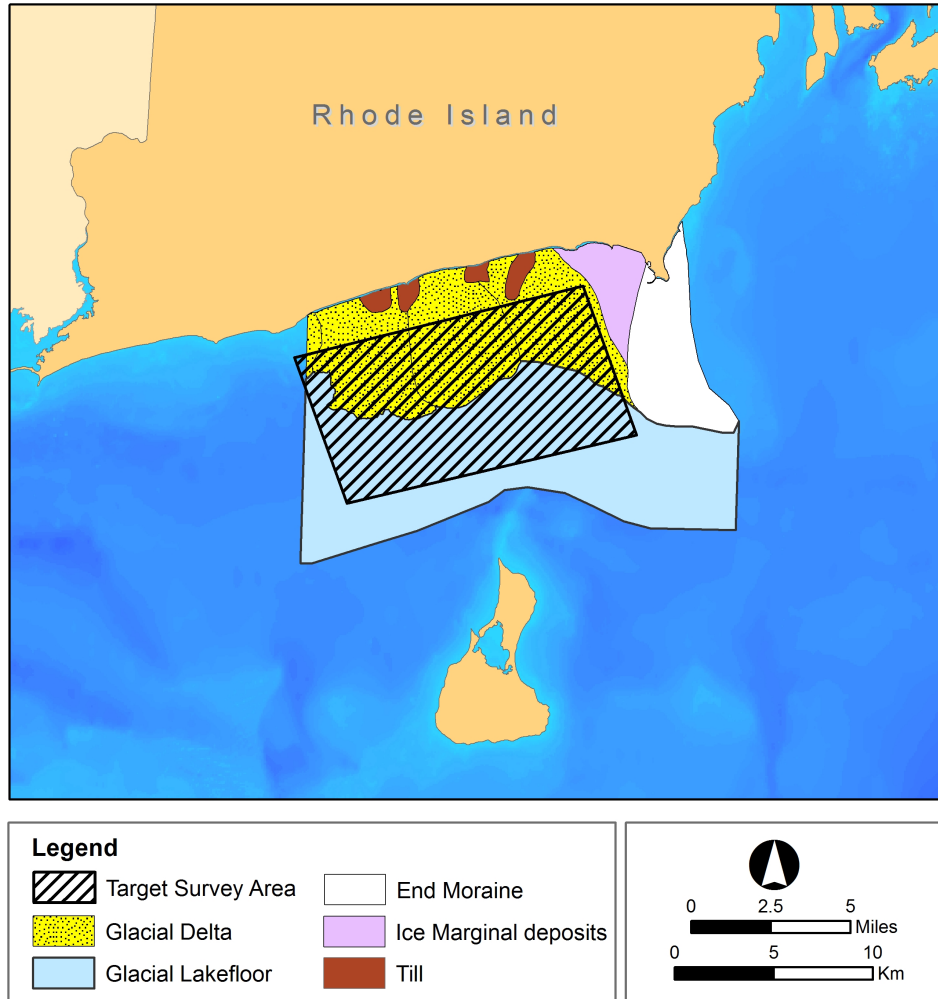 Rhode Island
Legend
Target Survey Area
Glacial Delta
Glacial Lakefloor
End Moraine
Ice Marginal deposits
Till
0 2.5 5
Miles
0 5 10
Km